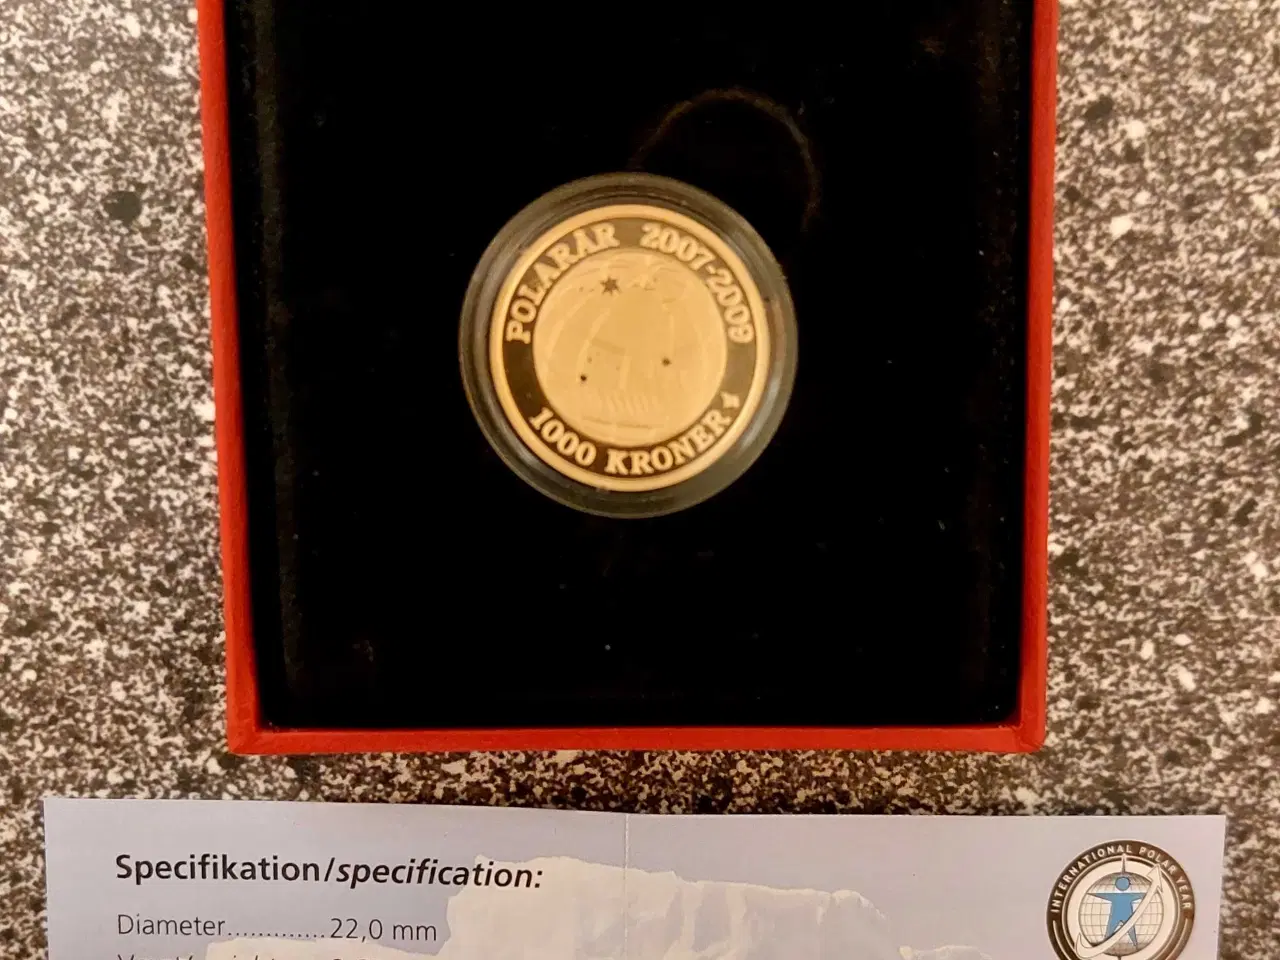 POLARÅR 2007-2009
1000 KRONER
Specifikation/specification:
Diameter.............22,0 mm
INTERNATIONAL POLAR YEAR